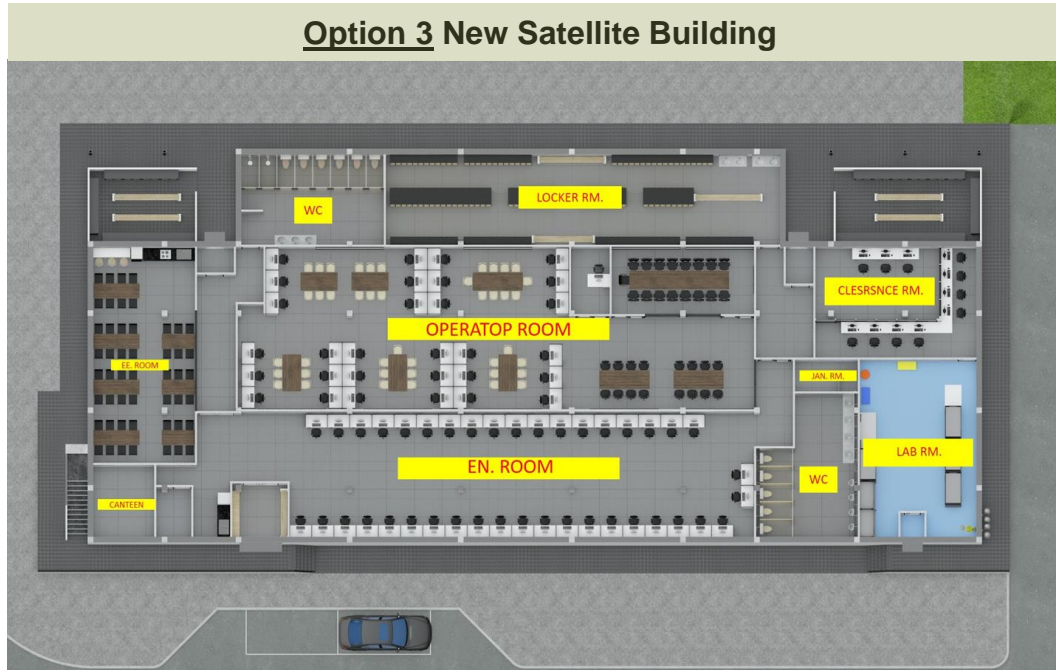 Option 3 New Satellite Building
WC
LOCKER RM.
CLESRSNCE RM.
OPERATOP ROOM
EE. ROOM
JAN. RM.
LAB RM.
EN. ROOM
WC
CANTEEN